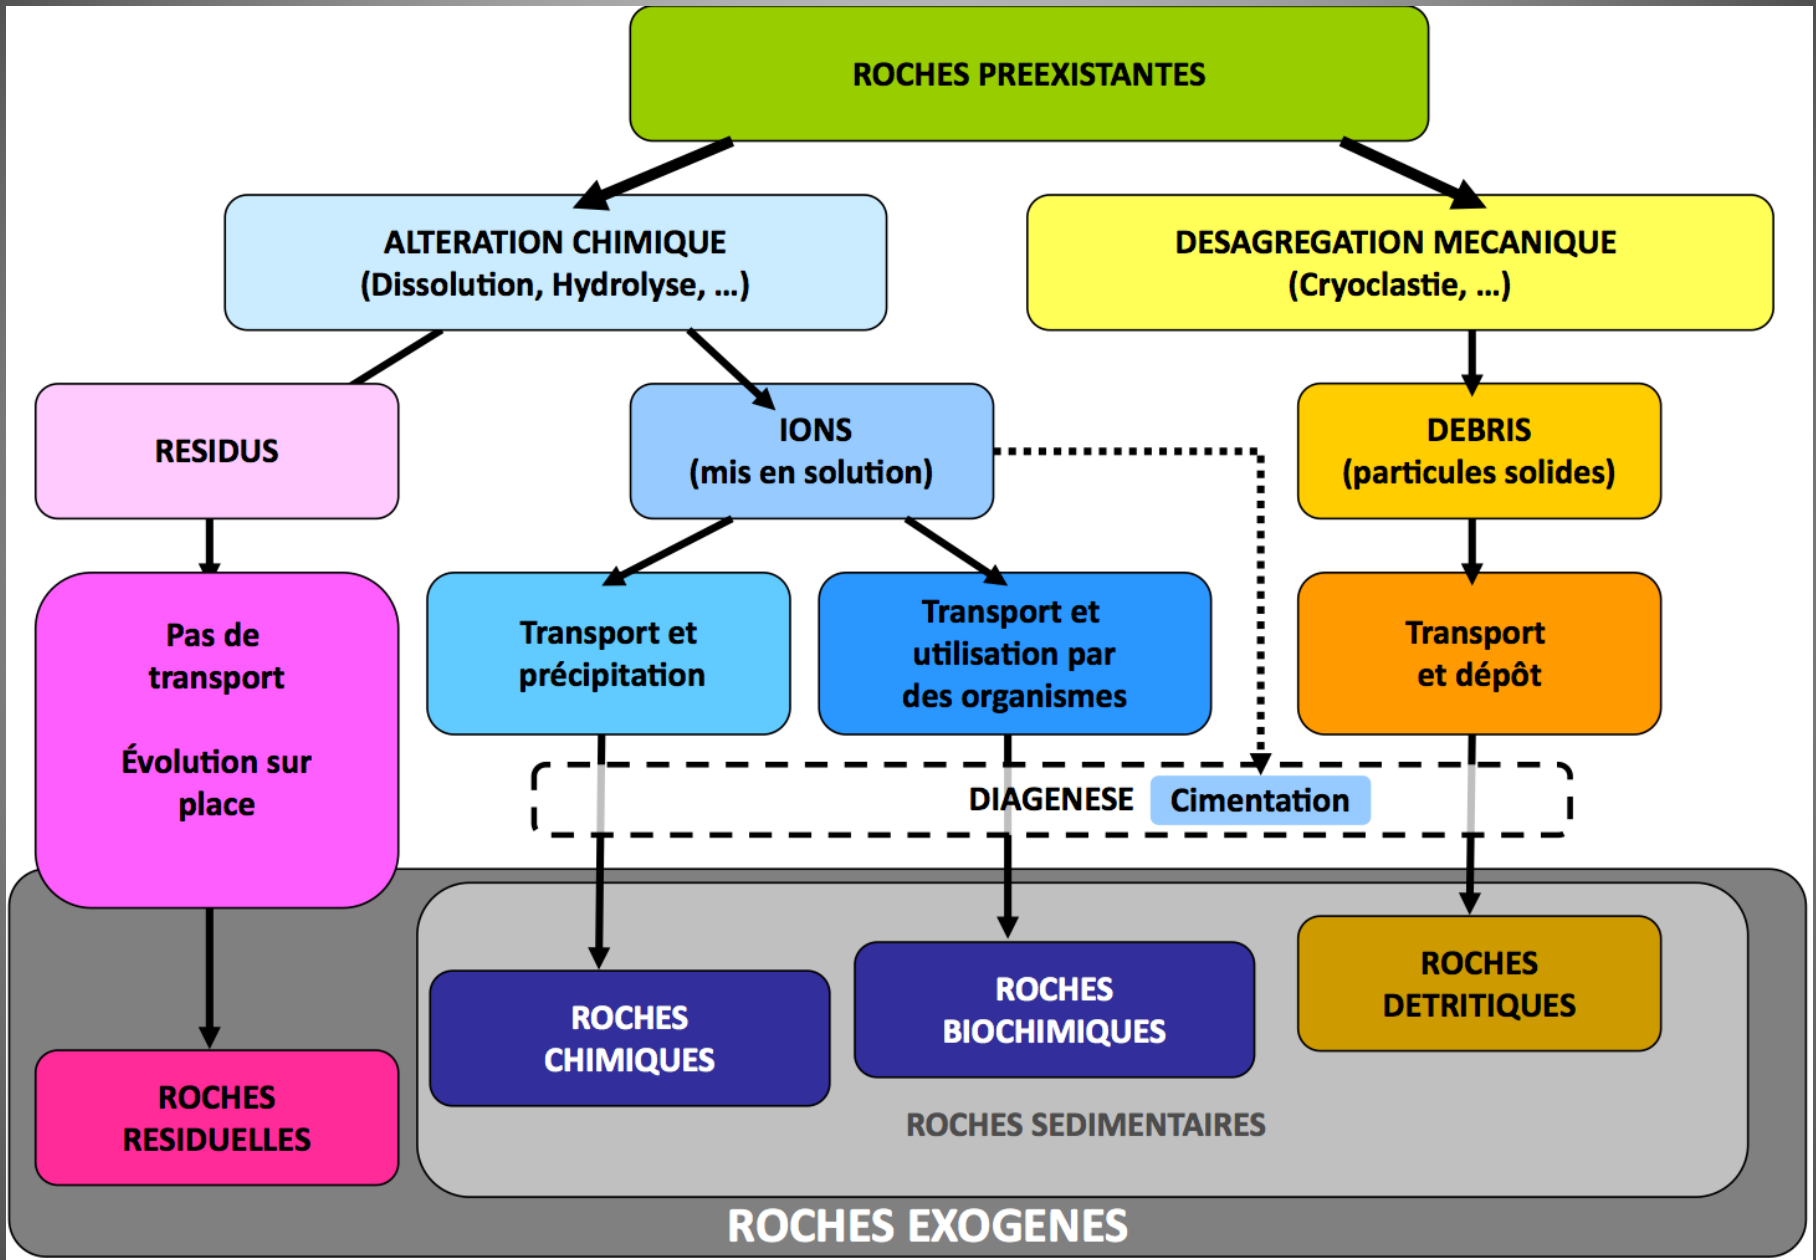 ROCHES PREEXISTANTES
ALTERATION CHIMIQUE
(Dissolution, Hydrolyse, ...)
DESAGREGATION MECANIQUE
(Cryoclastie, ...)
RESIDUS
IONS
(mis en solution)
DEBRIS
(particules solides)
Pas de
transport
Évolution sur
place
Transport et
précipitation
Transport et
utilisation par
des organismes
Transport
et dépôt
DIAGENESE
Cimentation
ROCHES
RESIDUELLES
ROCHES
CHIMIQUES
ROCHES
BIOCHIMIQUES
ROCHES
DETRITIQUES
ROCHES SEDIMENTAIRES
ROCHES EXOGENES